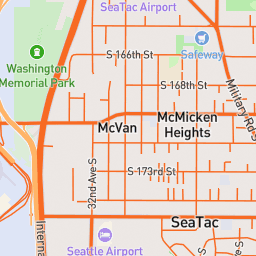 SeaTac Airport
S 166th St
Safeway
Washington
Memorial Park
S 168th St
Military Rd S
McVan
McMicken
Heights
S 173rd St
32nd Ave S
SeaTac
Interna
Seattle Airport